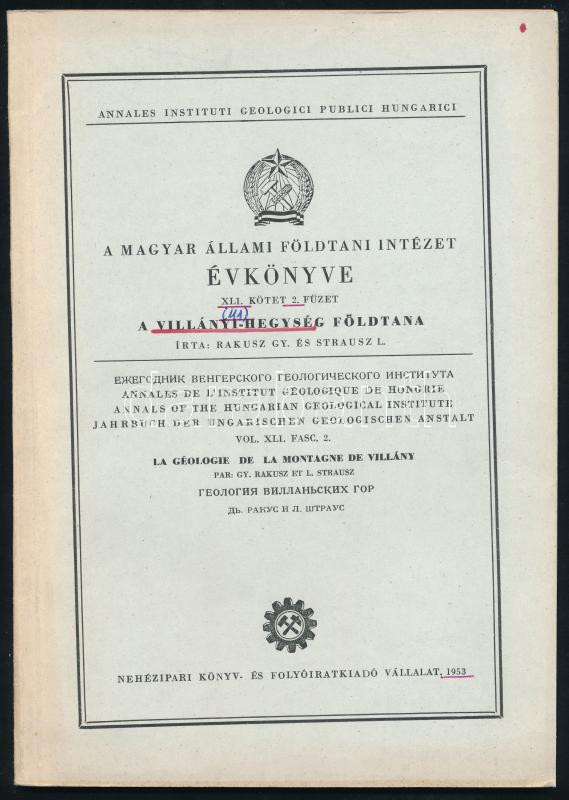 ANNALES INSTITUTI GEOLOGICI PUBLICI HUNGARICI
A MAGYAR ÁLLAMI FÖLDTANI INTÉZET
ÉVKÖNYVE
XLI. KÖTET 2. FÜZET
(41)
A VILLÁNYI-HEGYSÉG FÖLDTANA
ÍRTA: RAKUSZ GY. ÉS STRAUSZ L.
ЕЖЕГОДНИК ВЕНГЕРСКОГО ГЕОЛОГИЧЕСКОГО ИНСТИТУТА
ANNALES DE L'INSTITUT GÉOLOGIQUE DE HONGRIE
ANNALS OF THE HUNGARIAN GEOLOGICAL INSTITUTE
JAHRBUCH DER UNGARISCHEN GEOLOGISCHEN ANSTALT
VOL. XLI. FASC. 2.
LA GÉOLOGIE DE LA MONTAGNE DE VILLÁNY
PAR: GY. RAKUSZ ET L. STRAUSZ
ГЕОЛОГИЯ ВИЛЛАНЬСКИХ ГОР
ДЬ. РАКУС И Л. ШТРАУС
NEHÉZIPARI KÖNYV- ÉS FOLYÓIRATKIADÓ VÁLLALAT, 1953